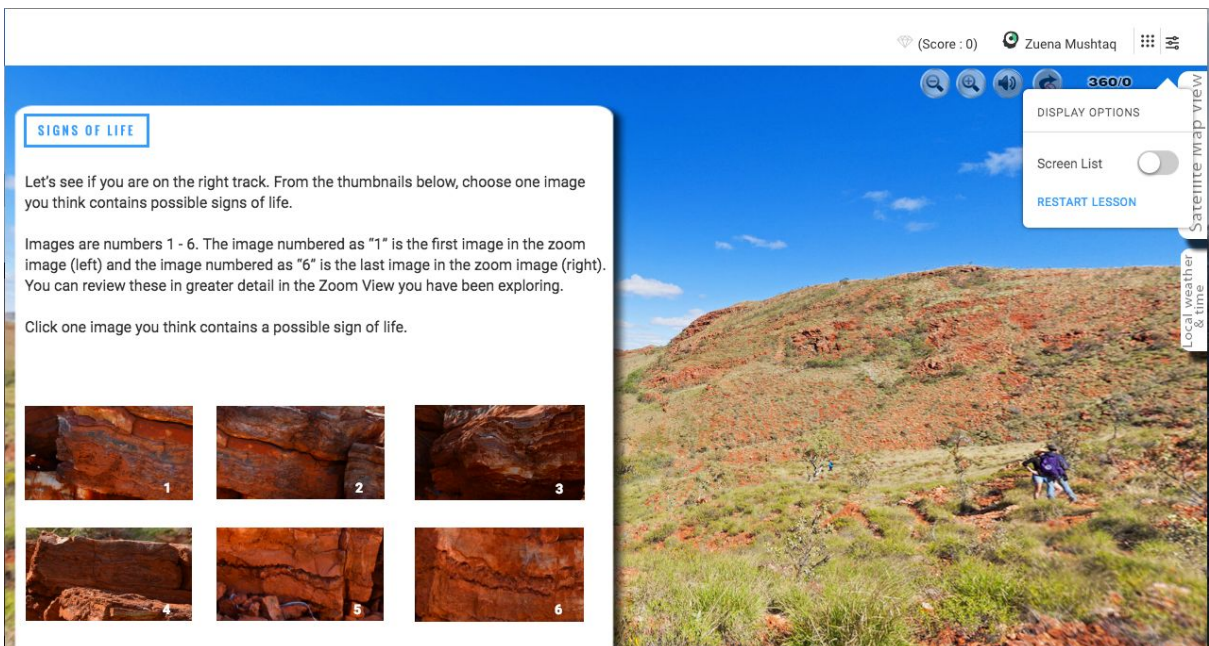 (Score : 0)
Zuena Mushtaq
360/0
DISPLAY OPTIONS
Screen List
RESTART LESSON
Satellite Map View
Local weather
& time
SIGNS OF LIFE
Let's see if you are on the right track. From the thumbnails below, choose one image
you think contains possible signs of life.
Images are numbers 1 - 6. The image numbered as "1" is the first image in the zoom
image (left) and the image numbered as "6" is the last image in the zoom image (right).
You can review these in greater detail in the Zoom View you have been exploring.
Click one image you think contains a possible sign of life.
1
2
3
4
5
6